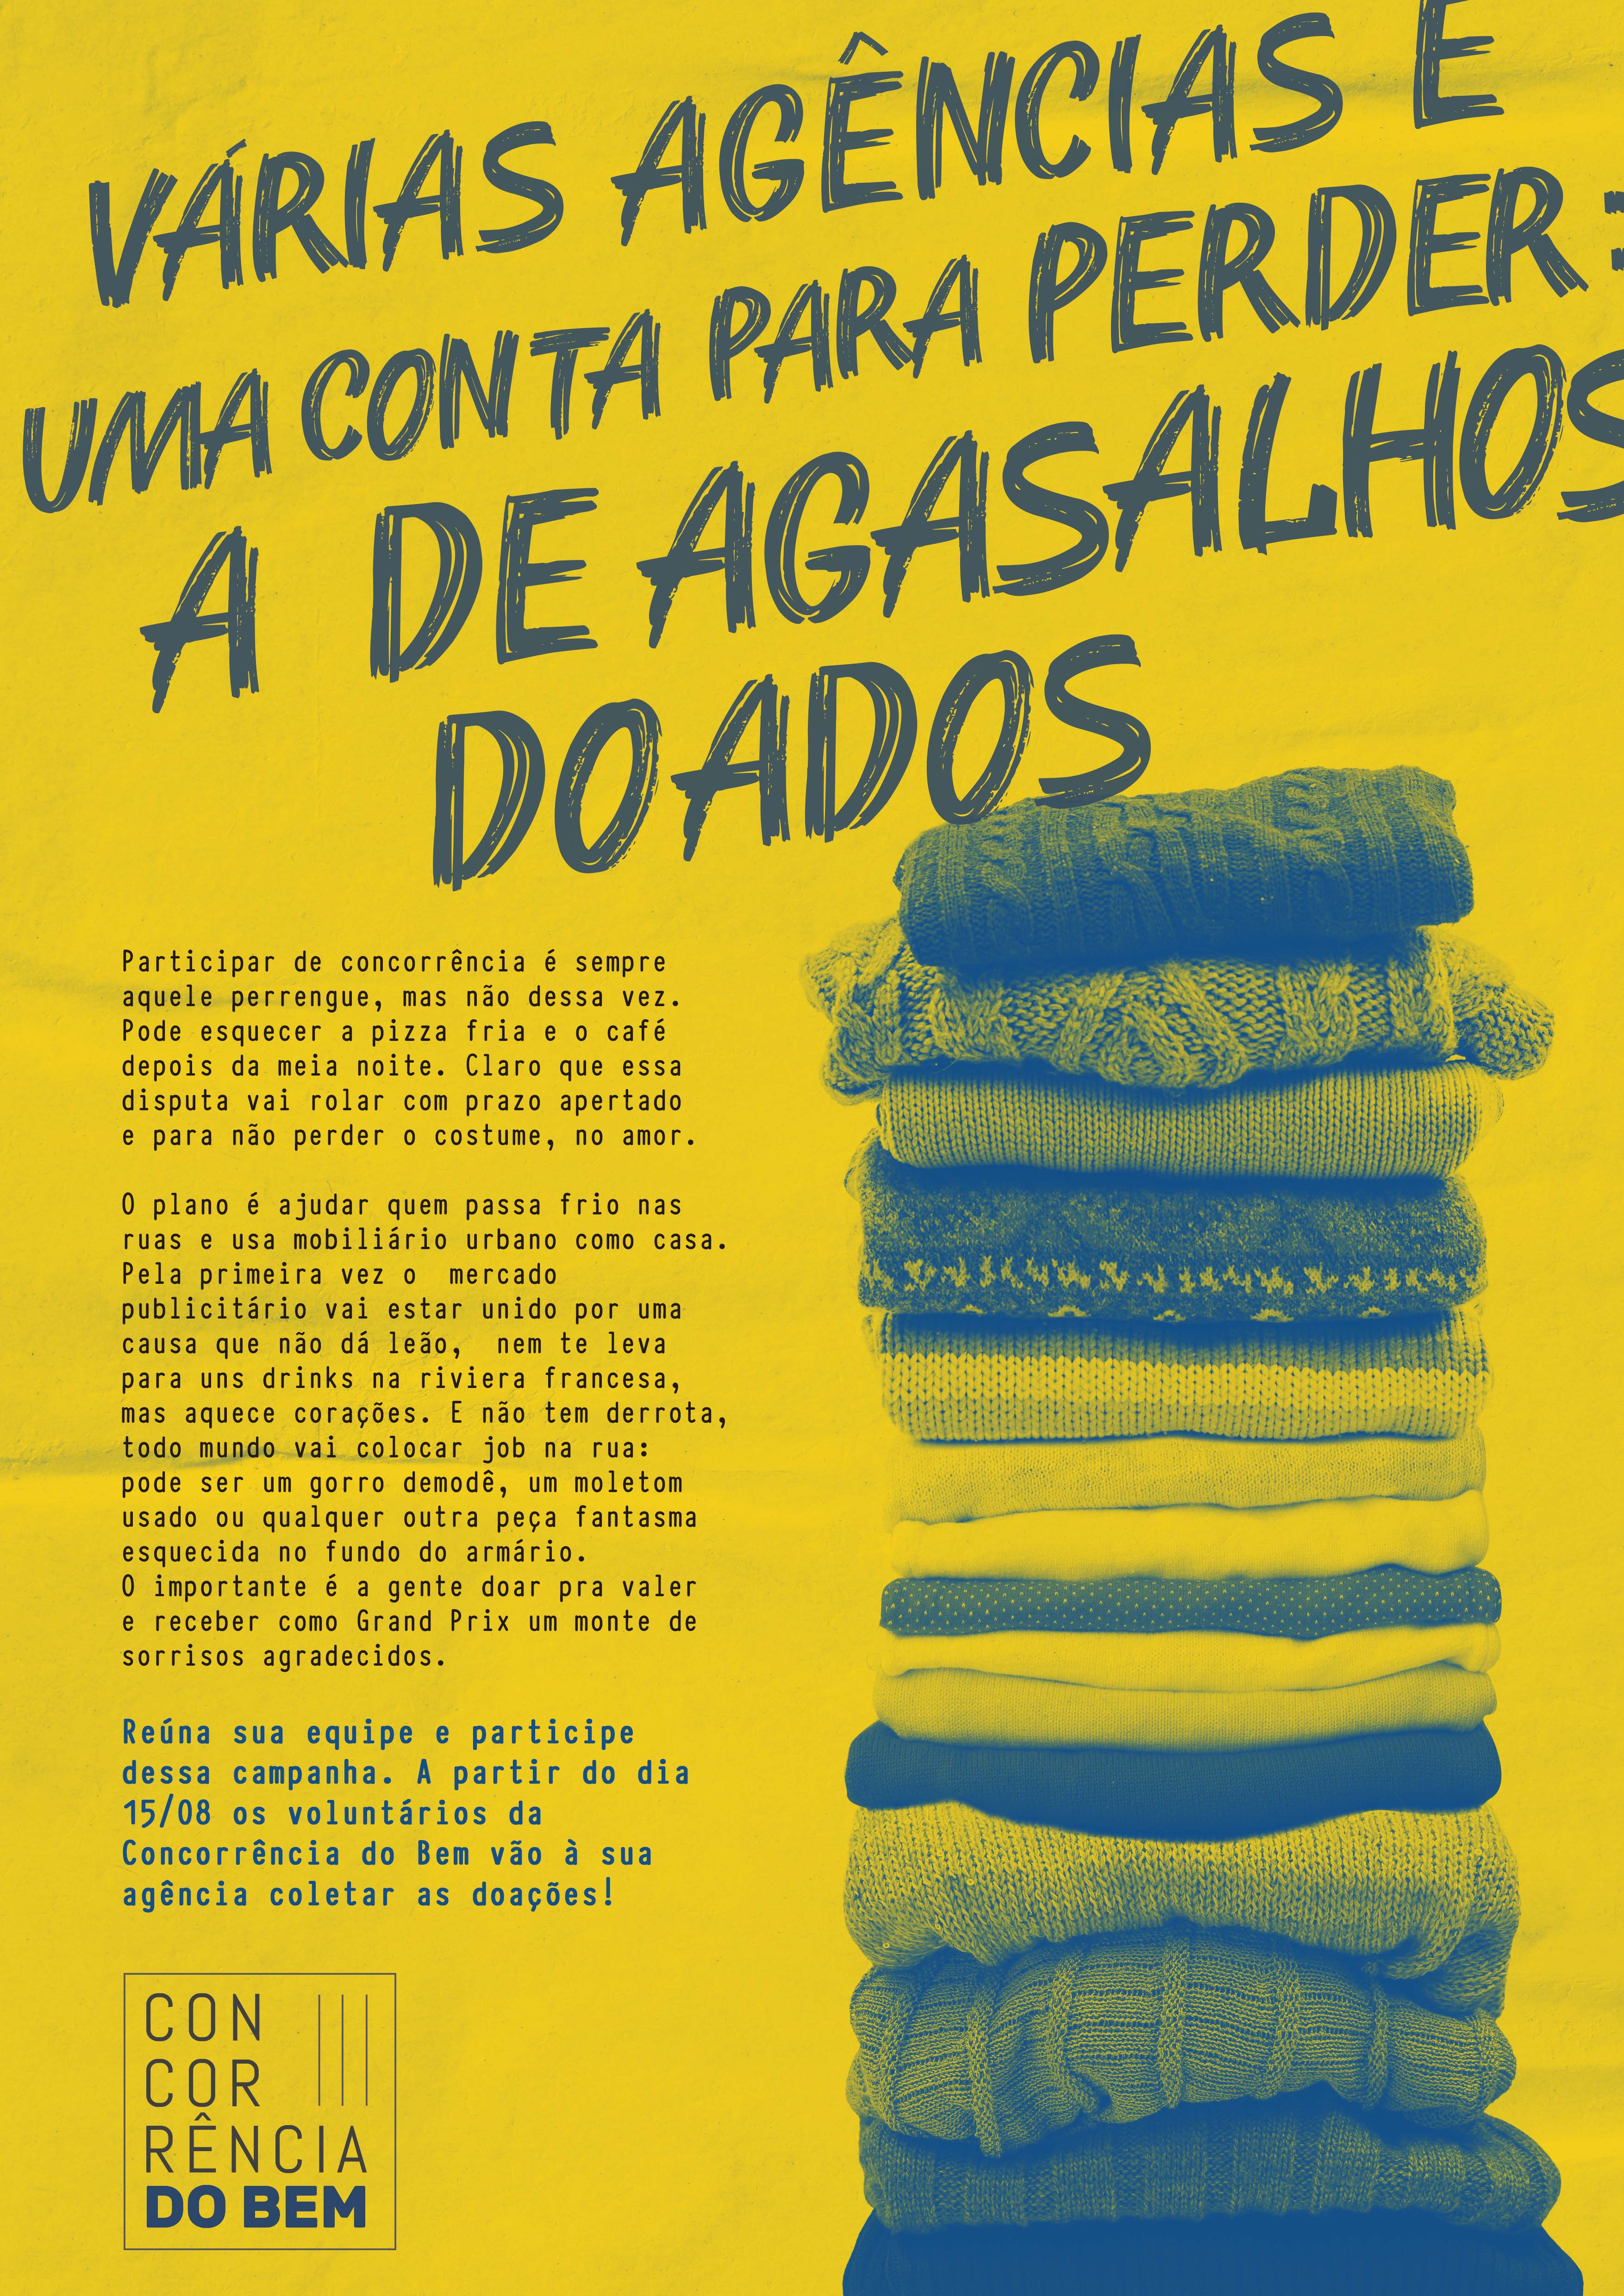 VÁRIAS AGÊNCIAS E
UMA CONTA PARA PERDER:
A DE AGASALHOS
DOADOS
Participar de concorrência é sempre
aquele perrengue, mas não dessa vez.
Pode esquecer a pizza fria e o café
depois da meia noite. Claro que essa
disputa vai rolar com prazo apertado
e para não perder o costume, no amor.
O plano é ajudar quem passa frio nas
ruas e usa mobiliário urbano como casa.
Pela primeira vez o  mercado
publicitário vai estar unido por uma
causa que não dá leão,  nem te leva
para uns drinks na riviera francesa,
mas aquece corações. E não tem derrota,
todo mundo vai colocar job na rua:
pode ser um gorro demodê, um moletom
usado ou qualquer outra peça fantasma
esquecida no fundo do armário.
O importante é a gente doar pra valer
e receber como Grand Prix um monte de
sorrisos agradecidos.
Reúna sua equipe e participe
dessa campanha. A partir do dia
15/08 os voluntários da
Concorrência do Bem vão à sua
agência coletar as doações!
CON
COR
RÊNCIA
DO BEM